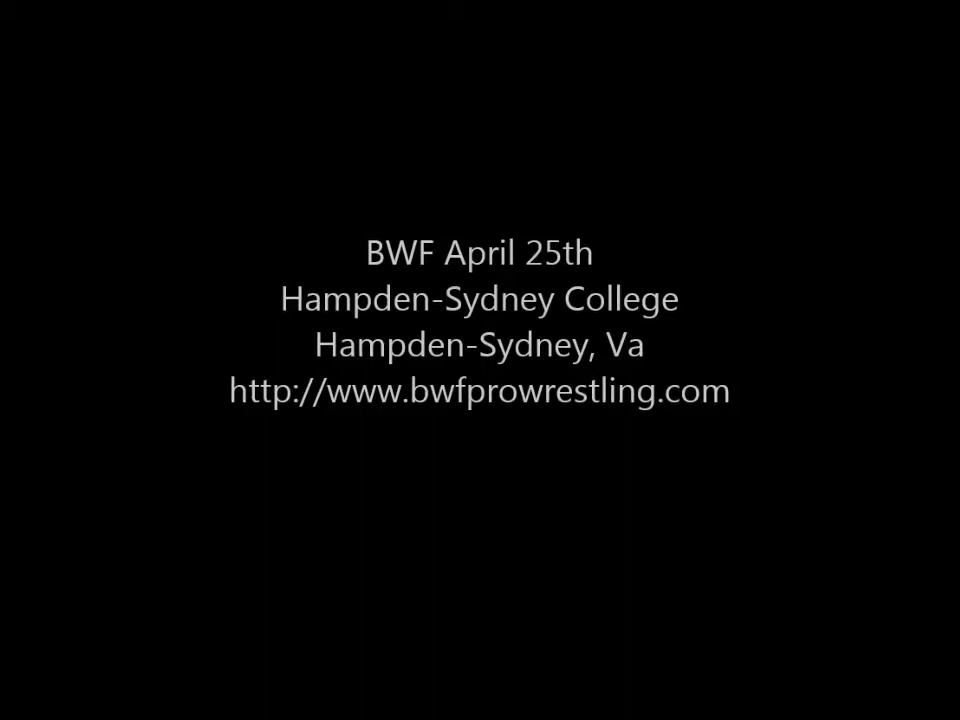 BWF April 25th
Hampden-Sydney College
Hampden-Sydney, Va
http://www.bwfprowrestling.com